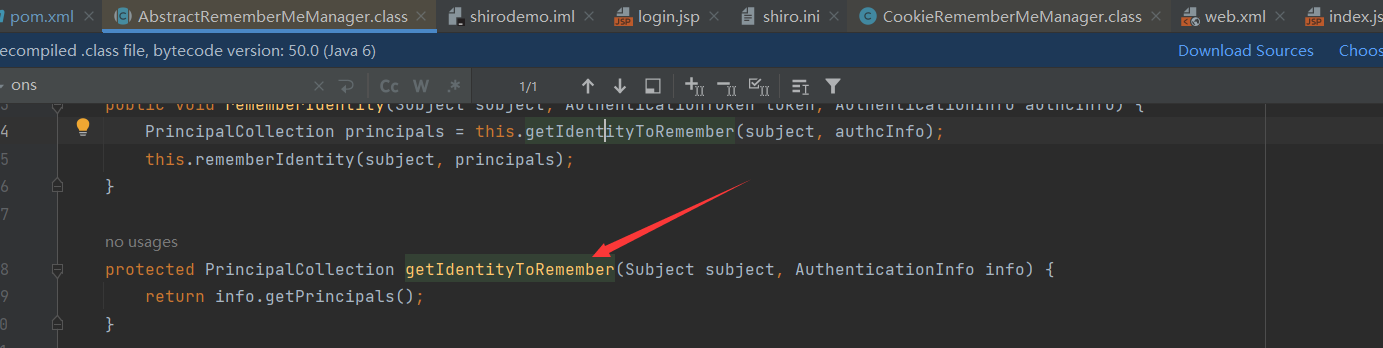 pom.xml AbstractRememberMeManager.class shirodemo.iml login.jsp shiro.ini CookieRememberMeManager.class web.xml index.js
ecompiled .class file, bytecode version: 50.0 (Java 6) Download Sources Choos
ons Cc W .* 1/1
public void rememberIdentity(Subject subject, AuthenticationToken token, AuthenticationInfo authcInfo) {
4 PrincipalCollection principals = this.getIdentityToRemember(subject, authcInfo);
5 this.rememberIdentity(subject, principals);
6 }
7
no usages
8 protected PrincipalCollection getIdentityToRemember(Subject subject, AuthenticationInfo info) {
9 return info.getPrincipals();
0 }